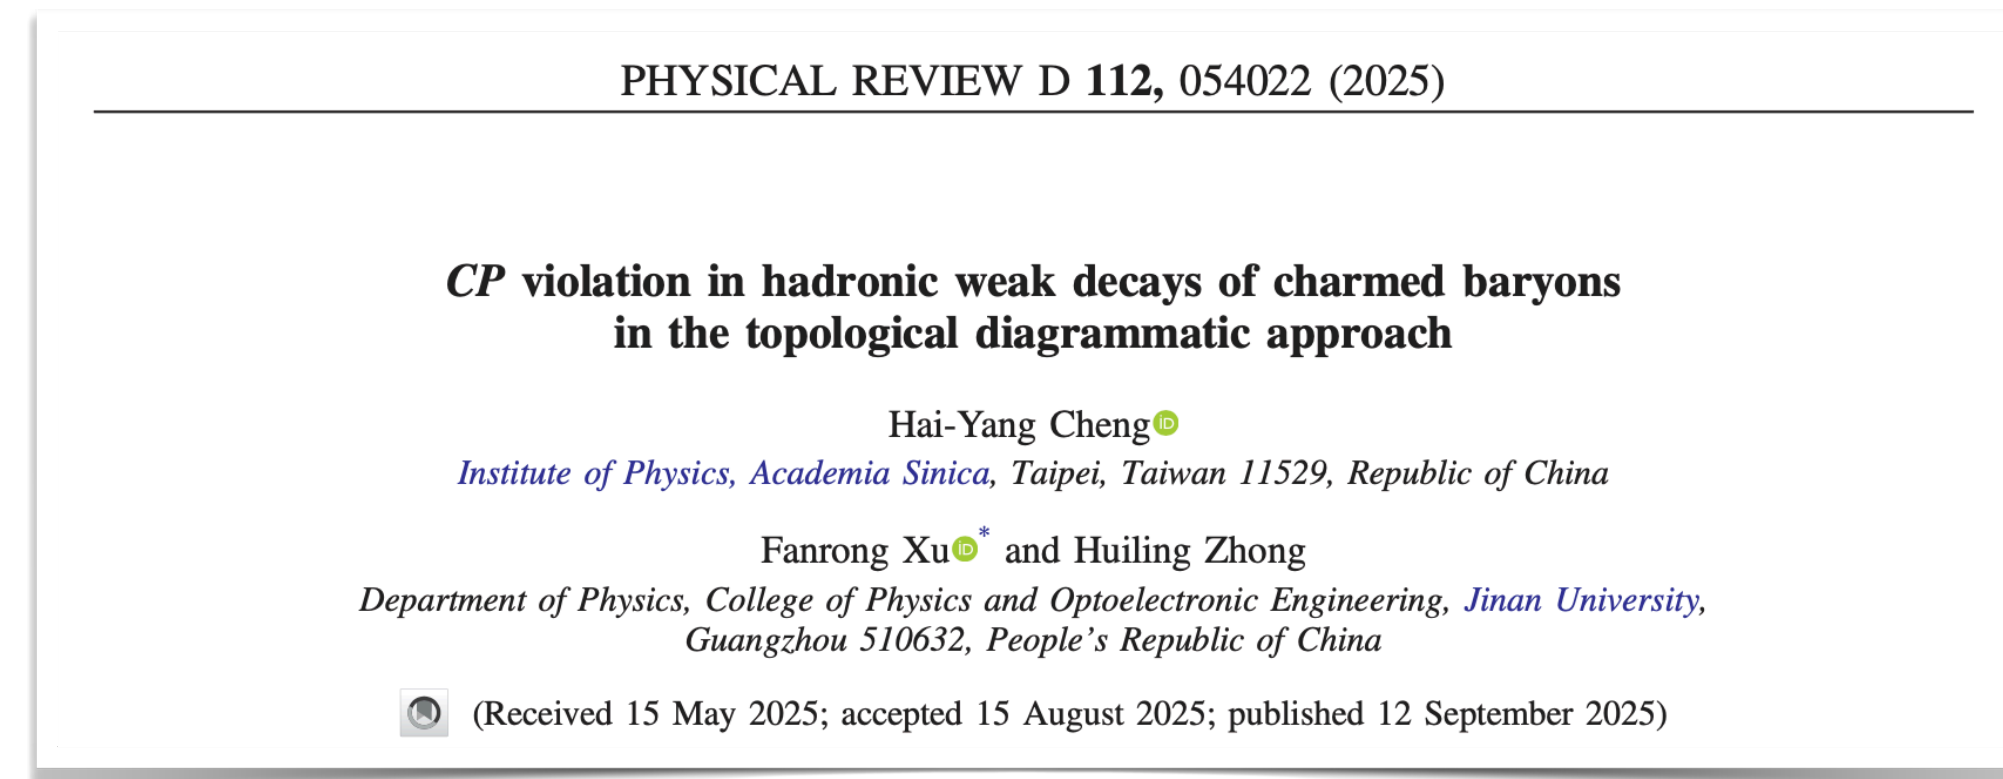 PHYSICAL REVIEW D 112, 054022 (2025)
CP violation in hadronic weak decays of charmed baryons
in the topological diagrammatic approach
Hai-Yang Cheng iD
Institute of Physics, Academia Sinica, Taipei, Taiwan 11529, Republic of China
Fanrong Xu iD * and Huiling Zhong
Department of Physics, College of Physics and Optoelectronic Engineering, Jinan University,
Guangzhou 510632, People’s Republic of China
(Received 15 May 2025; accepted 15 August 2025; published 12 September 2025)